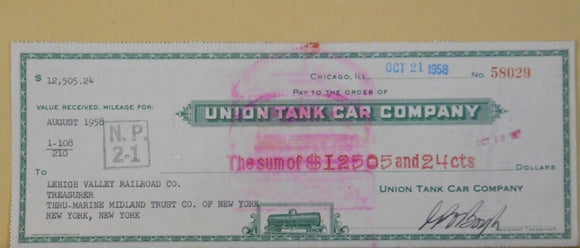 $ 12,505.24
CHICAGO, ILL. OCT 21 1958 No. 58029
PAY TO THE ORDER OF
VALUE RECEIVED, MILEAGE FOR:
UNION TANK CAR COMPANY
AUGUST 1958
N.P.
2-1
1-108
210
The sum of $12505 and 24 cts DOLLARS
TO
LEHIGH VALLEY RAILROAD CO.
TREASURER
THRU-MARINE MIDLAND TRUST CO. OF NEW YORK
NEW YORK, NEW YORK
UNION TANK CAR COMPANY
ASSISTANT TREASURER